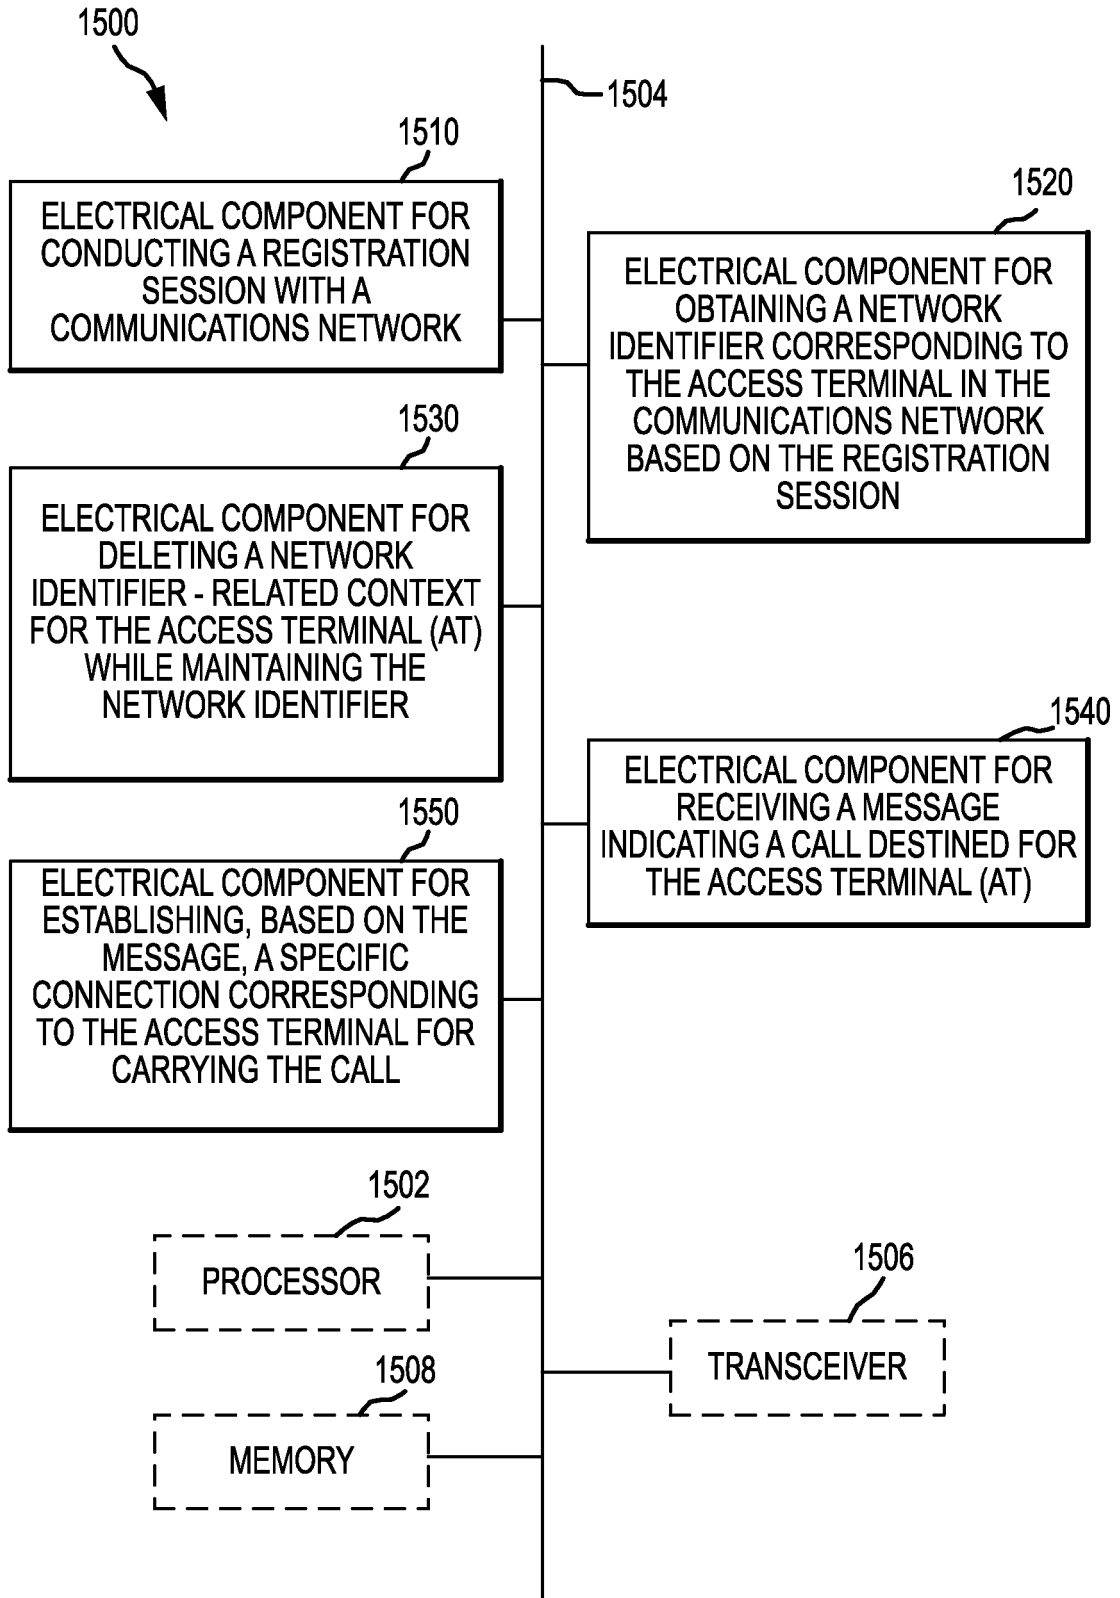 1500
1504
1510
ELECTRICAL COMPONENT FOR
CONDUCTING A REGISTRATION
SESSION WITH A
COMMUNICATIONS NETWORK
1520
ELECTRICAL COMPONENT FOR
OBTAINING A NETWORK
IDENTIFIER CORRESPONDING TO
THE ACCESS TERMINAL IN THE
COMMUNICATIONS NETWORK
BASED ON THE REGISTRATION
SESSION
1530
ELECTRICAL COMPONENT FOR
DELETING A NETWORK
IDENTIFIER - RELATED CONTEXT
FOR THE ACCESS TERMINAL (AT)
WHILE MAINTAINING THE
NETWORK IDENTIFIER
1540
ELECTRICAL COMPONENT FOR
RECEIVING A MESSAGE
INDICATING A CALL DESTINED FOR
THE ACCESS TERMINAL (AT)
1550
ELECTRICAL COMPONENT FOR
ESTABLISHING, BASED ON THE
MESSAGE, A SPECIFIC
CONNECTION CORRESPONDING
TO THE ACCESS TERMINAL FOR
CARRYING THE CALL
1502
PROCESSOR
1506
TRANSCEIVER
1508
MEMORY